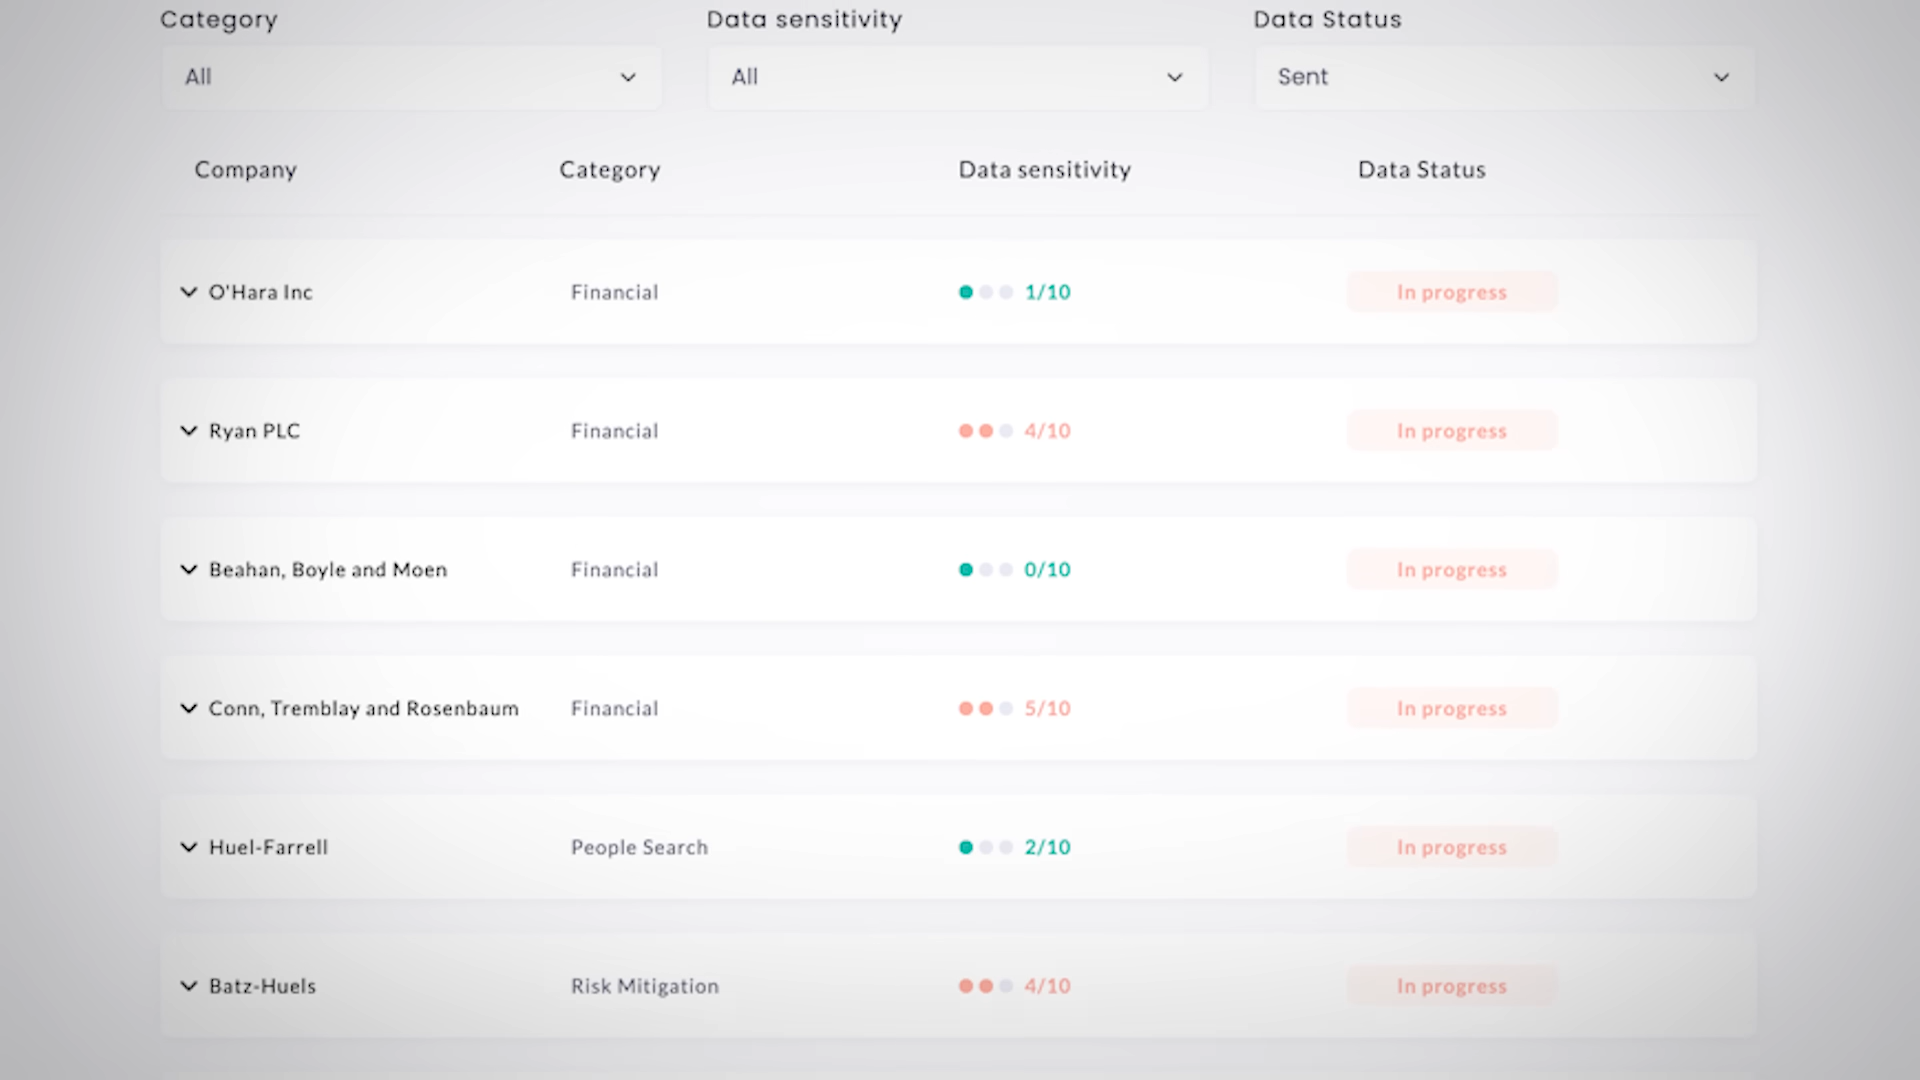 Category Data sensitivity Data Status
All All Sent
Company Category Data sensitivity Data Status
O'Hara Inc Financial 1/10 In progress
Ryan PLC Financial 4/10 In progress
Beahan, Boyle and Moen Financial 0/10 In progress
Conn, Tremblay and Rosenbaum Financial 5/10 In progress
Huel-Farrell People Search 2/10 In progress
Batz-Huels Risk Mitigation 4/10 In progress